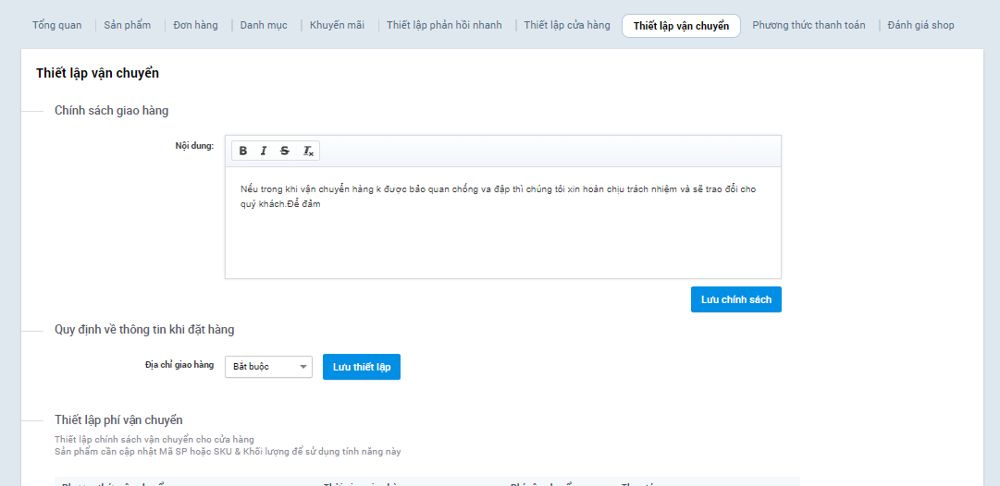 Tổng quan Sản phẩm Đơn hàng Danh mục Khuyến mãi Thiết lập phản hồi nhanh Thiết lập cửa hàng Thiết lập vận chuyển Phương thức thanh toán Đánh giá shop
Thiết lập vận chuyển
Chính sách giao hàng
Nội dung:
B I S Tx
Nếu trong khi vận chuyển hàng k được bảo quan chống va đập thì chúng tôi xin hoàn chịu trách nhiệm và sẽ trao đổi cho
quý khách.Để đảm
Lưu chính sách
Quy định về thông tin khi đặt hàng
Địa chỉ giao hàng Bắt buộc Lưu thiết lập
Thiết lập phí vận chuyển
Thiết lập chính sách vận chuyển cho cửa hàng
Sản phẩm cần cập nhật Mã SP hoặc SKU & Khối lượng để sử dụng tính năng này